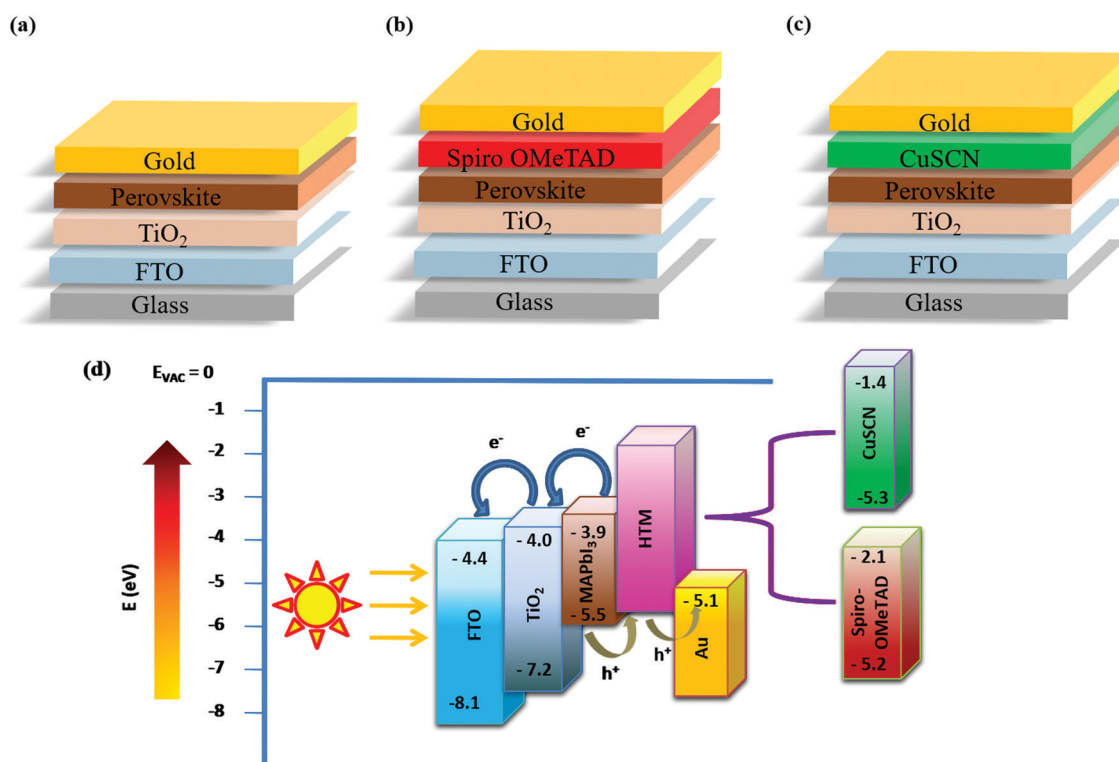 (a)
Gold
Perovskite
TiO₂
FTO
Glass
(b)
Gold
Spiro OMeTAD
Perovskite
TiO₂
FTO
Glass
(c)
Gold
CuSCN
Perovskite
TiO₂
FTO
Glass
(d)
E_VAC = 0
-1
-2
-3
-4
-5
-6
-7
-8
E (eV)
e⁻
e⁻
- 4.4
FTO
-8.1
- 4.0
TiO₂
- 7.2
- 3.9
MAPbI₃
- 5.5
HTM
h⁺
h⁺
- 5.1
Au
-1.4
CuSCN
-5.3
- 2.1
Spiro-
OMeTAD
- 5.2